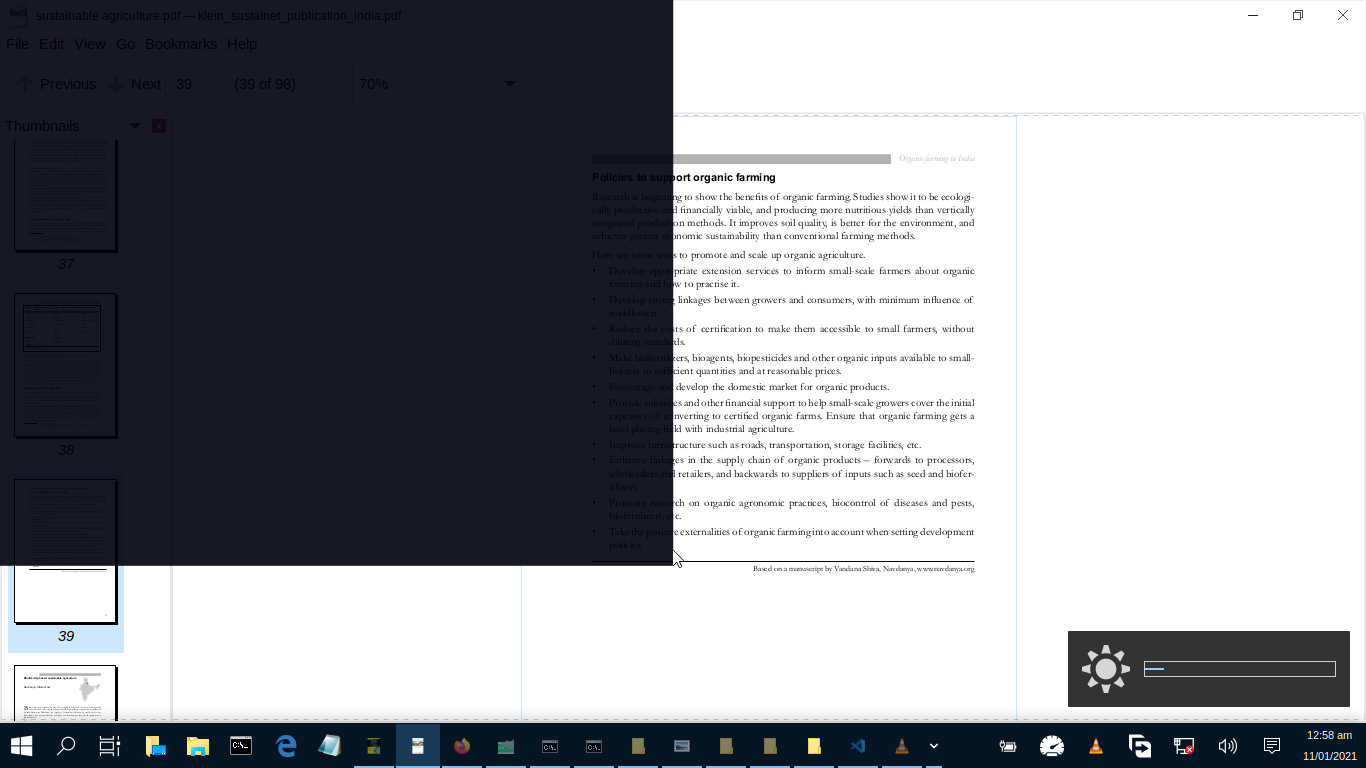 sustainable agriculture.pdf — klein_sustainet_publication_india.pdf
File Edit View Go Bookmarks Help
Previous Next 39 (39 of 98) 70%
Thumbnails
37
38
39
Organic farming in India
Policies to support organic farming
Research is beginning to show the benefits of organic farming. Studies show it to be ecologi-
cally productive and financially viable, and producing more nutritious yields than vertically
integrated production methods. It improves soil quality, is better for the environment, and
achieves greater economic sustainability than conventional farming methods.
Here are some ways to promote and scale up organic agriculture.
• Develop appropriate extension services to inform small-scale farmers about organic
farming and how to practise it.
• Develop strong linkages between growers and consumers, with minimum influence of
middlemen.
• Reduce the costs of certification to make them accessible to small farmers, without
diluting standards.
• Make biofertilizers, bioagents, biopesticides and other organic inputs available to small-
holders in sufficient quantities and at reasonable prices.
• Encourage and develop the domestic market for organic products.
• Provide subsidies and other financial support to help small-scale growers cover the initial
expenses of converting to certified organic farms. Ensure that organic farming gets a
level playing field with industrial agriculture.
• Improve infrastructure such as roads, transportation, storage facilities, etc.
• Enhance linkages in the supply chain of organic products – forwards to processors,
wholesalers and retailers, and backwards to suppliers of inputs such as seed and biofer-
tilizers.
• Promote research on organic agronomic practices, biocontrol of diseases and pests,
biofertilizers, etc.
• Take the positive externalities of organic farming into account when setting development
policies.
Based on a manuscript by Vandana Shiva, Navdanya, www.navdanya.org
12:58 am
11/01/2021